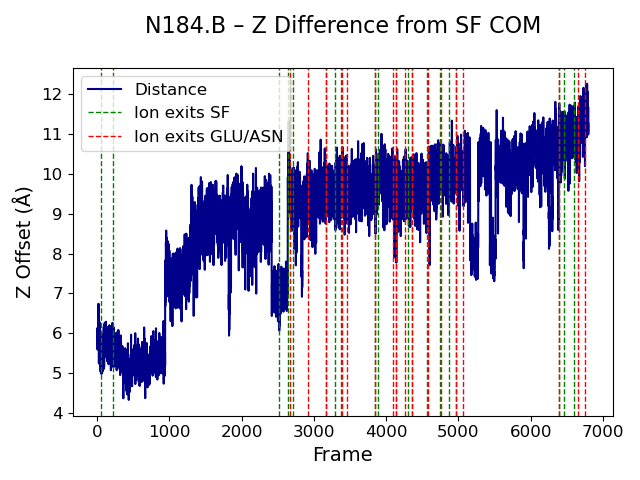 N184.B – Z Difference from SF COM
Distance
Ion exits SF
Ion exits GLU/ASN
Z Offset (Å)
12
11
10
9
8
7
6
5
4
0 1000 2000 3000 4000 5000 6000 7000
Frame